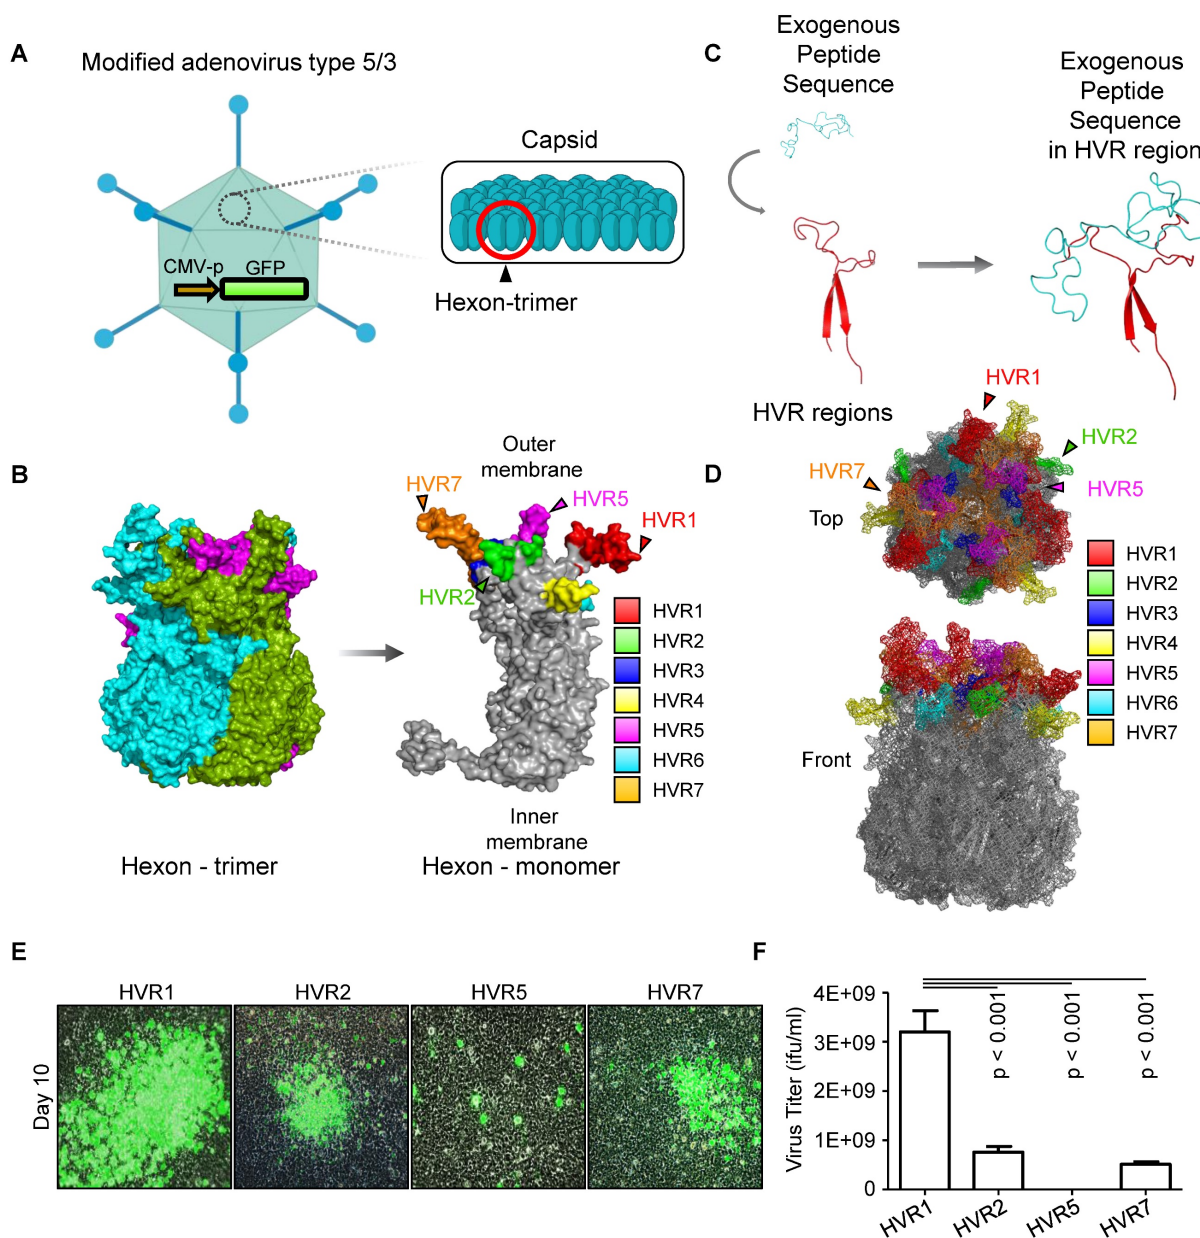 A
Modified adenovirus type 5/3
CMV-p
GFP
Capsid
Hexon-trimer
C
Exogenous
Peptide
Sequence
Exogenous
Peptide
Sequence
in HVR region
HVR regions
B
Outer
membrane
HVR7
HVR5
HVR1
HVR2
HVR1
HVR2
HVR3
HVR4
HVR5
HVR6
HVR7
Inner
membrane
Hexon - trimer
Hexon - monomer
D
HVR1
HVR2
HVR7
HVR5
Top
HVR1
HVR2
HVR3
HVR4
HVR5
HVR6
HVR7
Front
E
HVR1
HVR2
HVR5
HVR7
Day 10
F
Virus Titer (ifu/ml)
4E+09
3E+09
2E+09
1E+09
0
p < 0.001
p < 0.001
p < 0.001
HVR1
HVR2
HVR5
HVR7